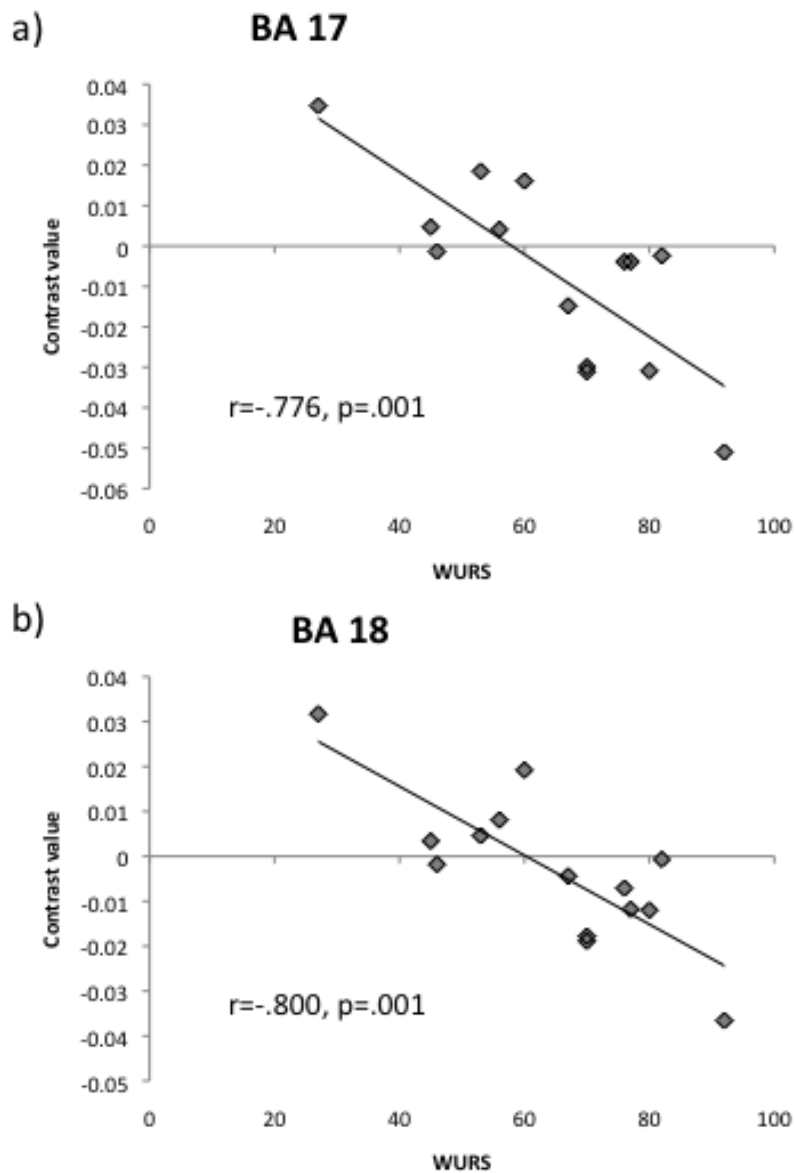 a)
BA 17
0.04
0.03
0.02
0.01
0
-0.01
-0.02
-0.03
-0.04
-0.05
-0.06
Contrast value
r=-.776, p=.001
0 20 40 60 80 100
WURS
b)
BA 18
0.04
0.03
0.02
0.01
0
-0.01
-0.02
-0.03
-0.04
-0.05
Contrast value
r=-.800, p=.001
0 20 40 60 80 100
WURS